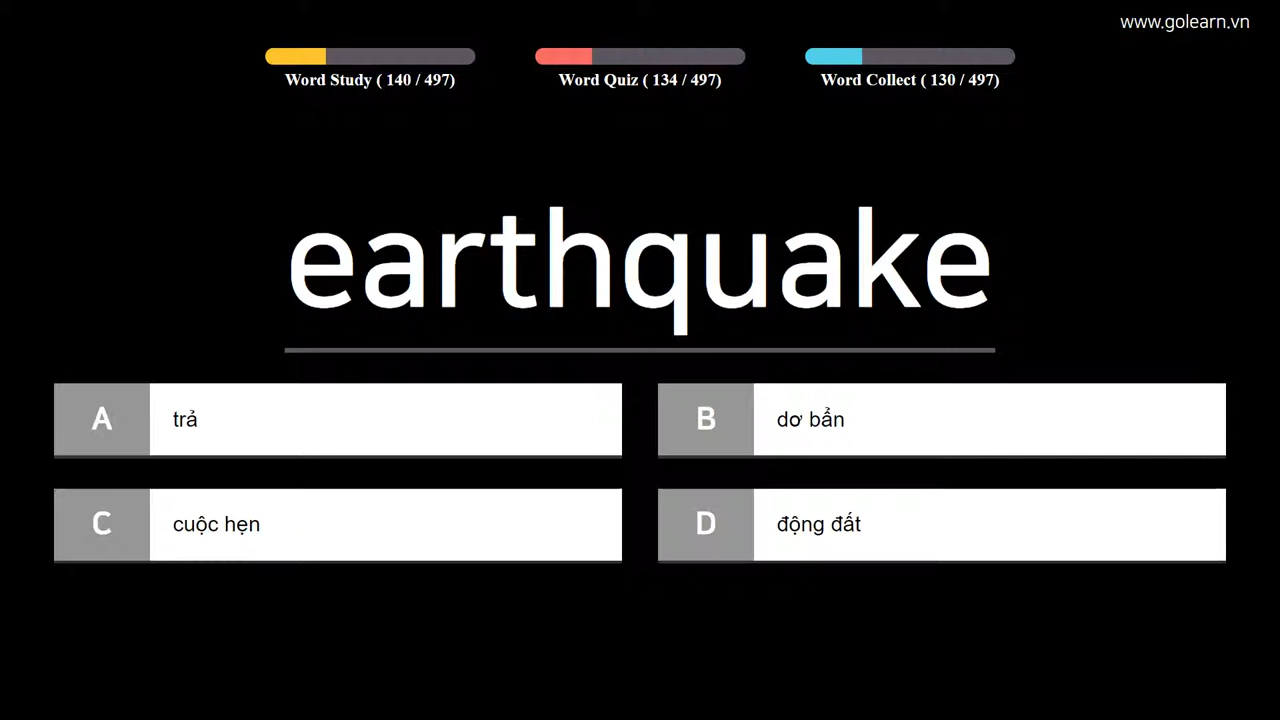 www.golearn.vn
Word Study ( 140 / 497)
Word Quiz ( 134 / 497)
Word Collect ( 130 / 497)
earthquake
A trả
B dơ bẩn
C cuộc hẹn
D động đất